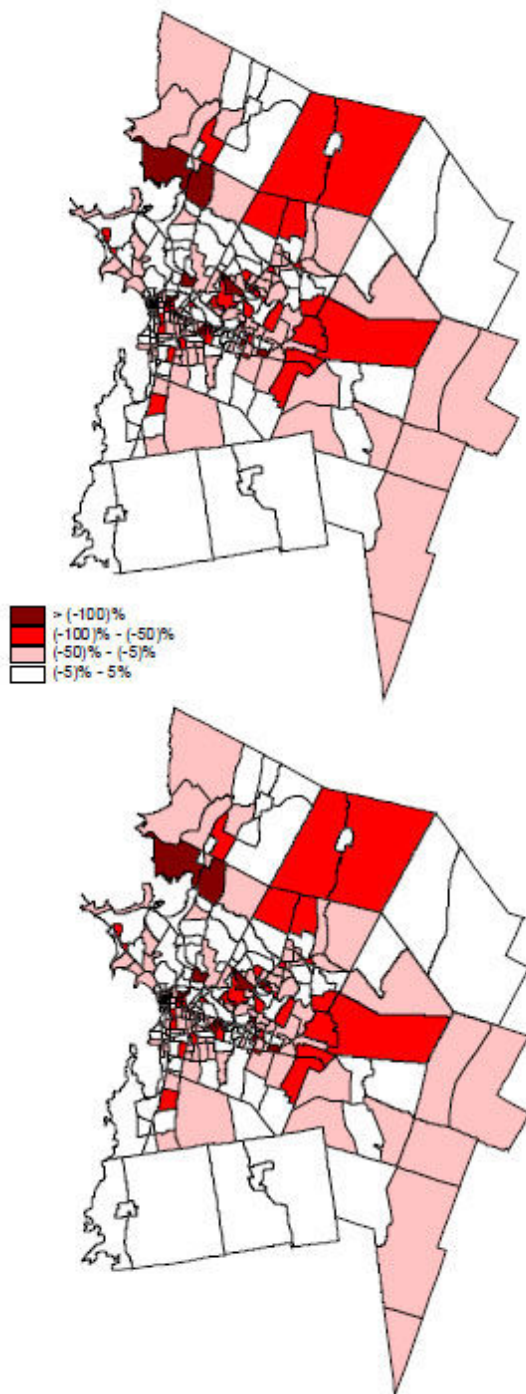 > (-100)%
(-100)% - (-50)%
(-50)% - (-5)%
(-5)% - 5%